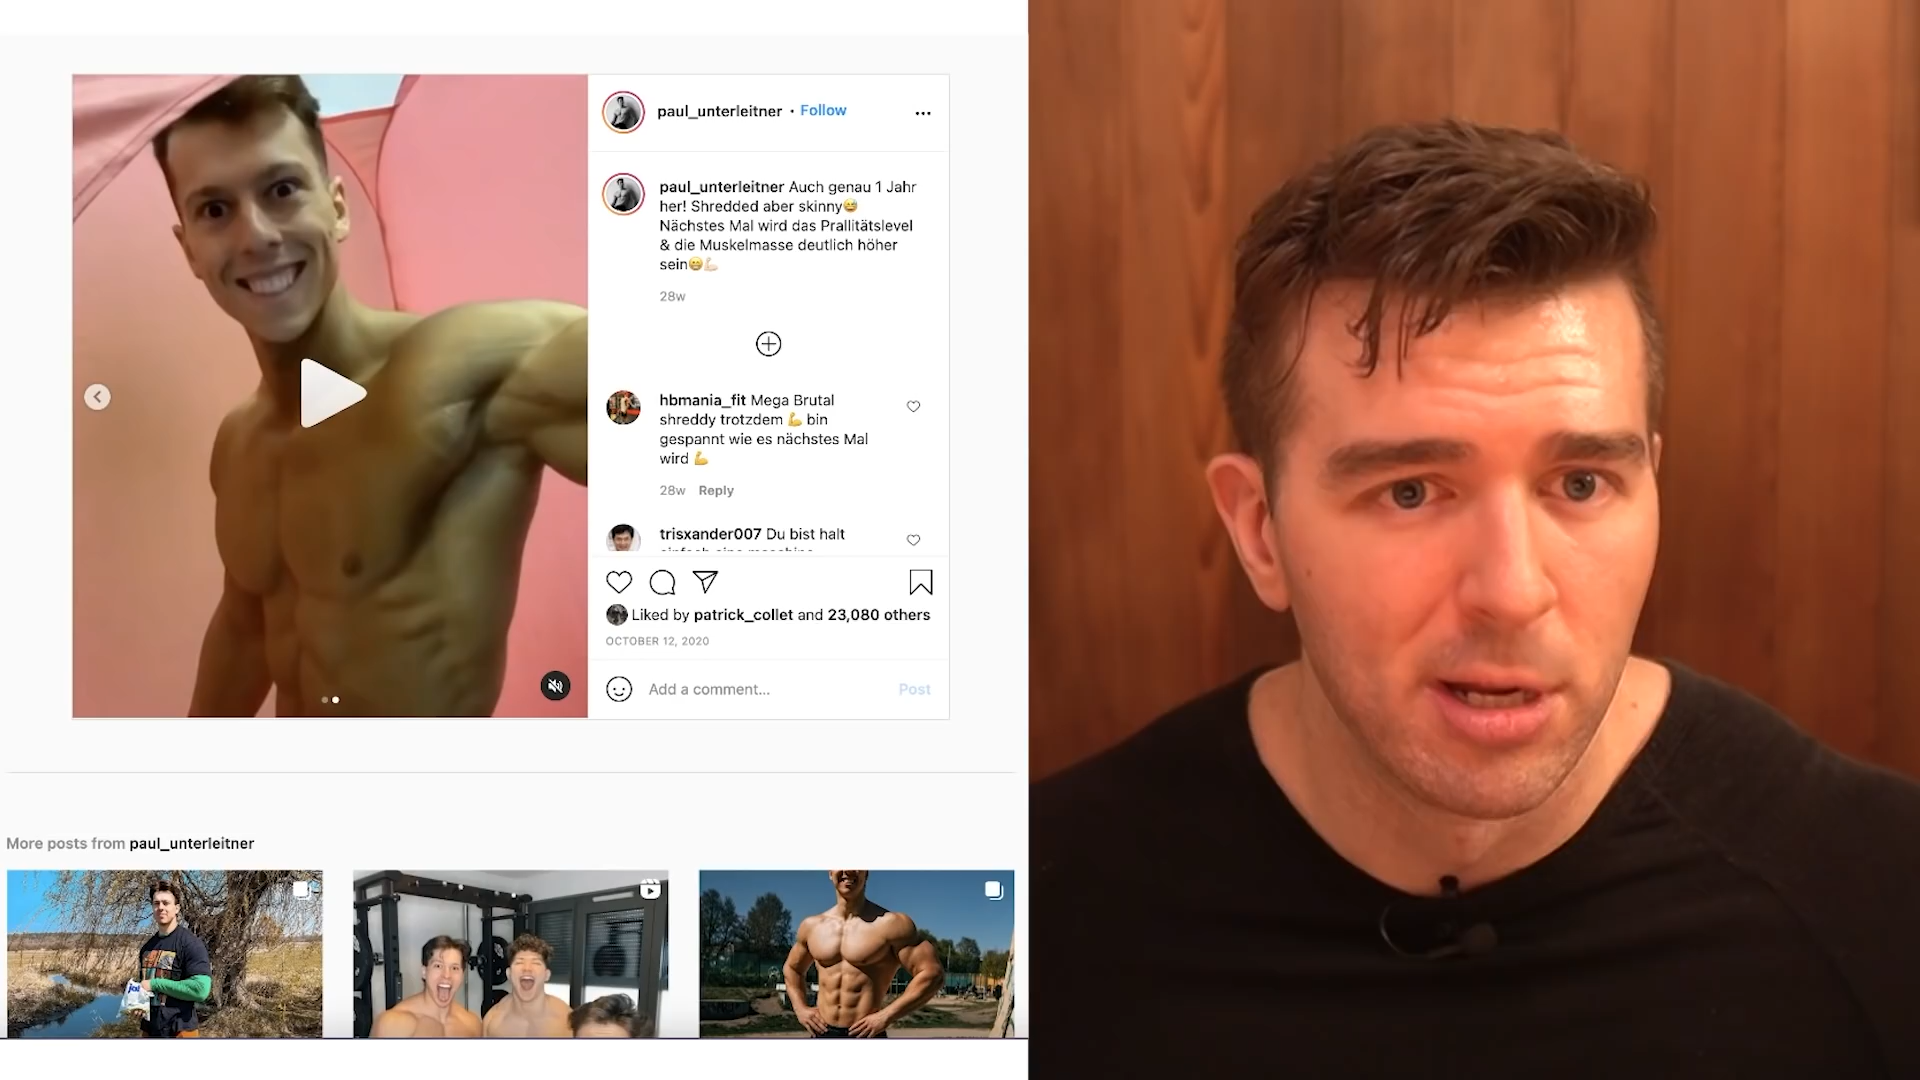 paul_unterleitner • Follow
paul_unterleitner Auch genau 1 Jahr
her! Shredded aber skinny😅
Nächstes Mal wird das Prallitätslevel
& die Muskelmasse deutlich höher
sein😁💪🏻
28w
hbmania_fit Mega Brutal
shreddy trotzdem 💪 bin
gespannt wie es nächstes Mal
wird 💪
28w Reply
trisxander007 Du bist halt
Liked by patrick_collet and 23,080 others
OCTOBER 12, 2020
Add a comment... Post
More posts from paul_unterleitner